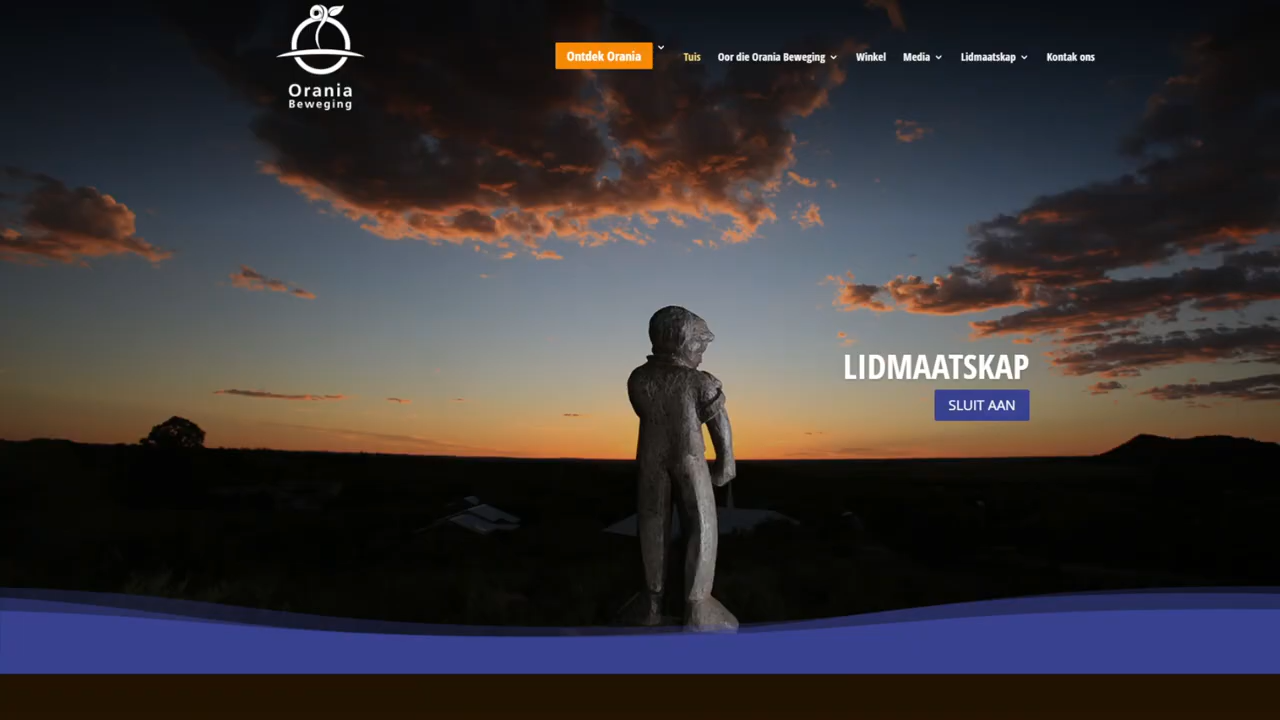 Orania
Beweging
Ontdek Orania
Tuis
Oor die Orania Beweging
Winkel
Media
Lidmaatskap
Kontak ons
LIDMAATSKAP
SLUIT AAN